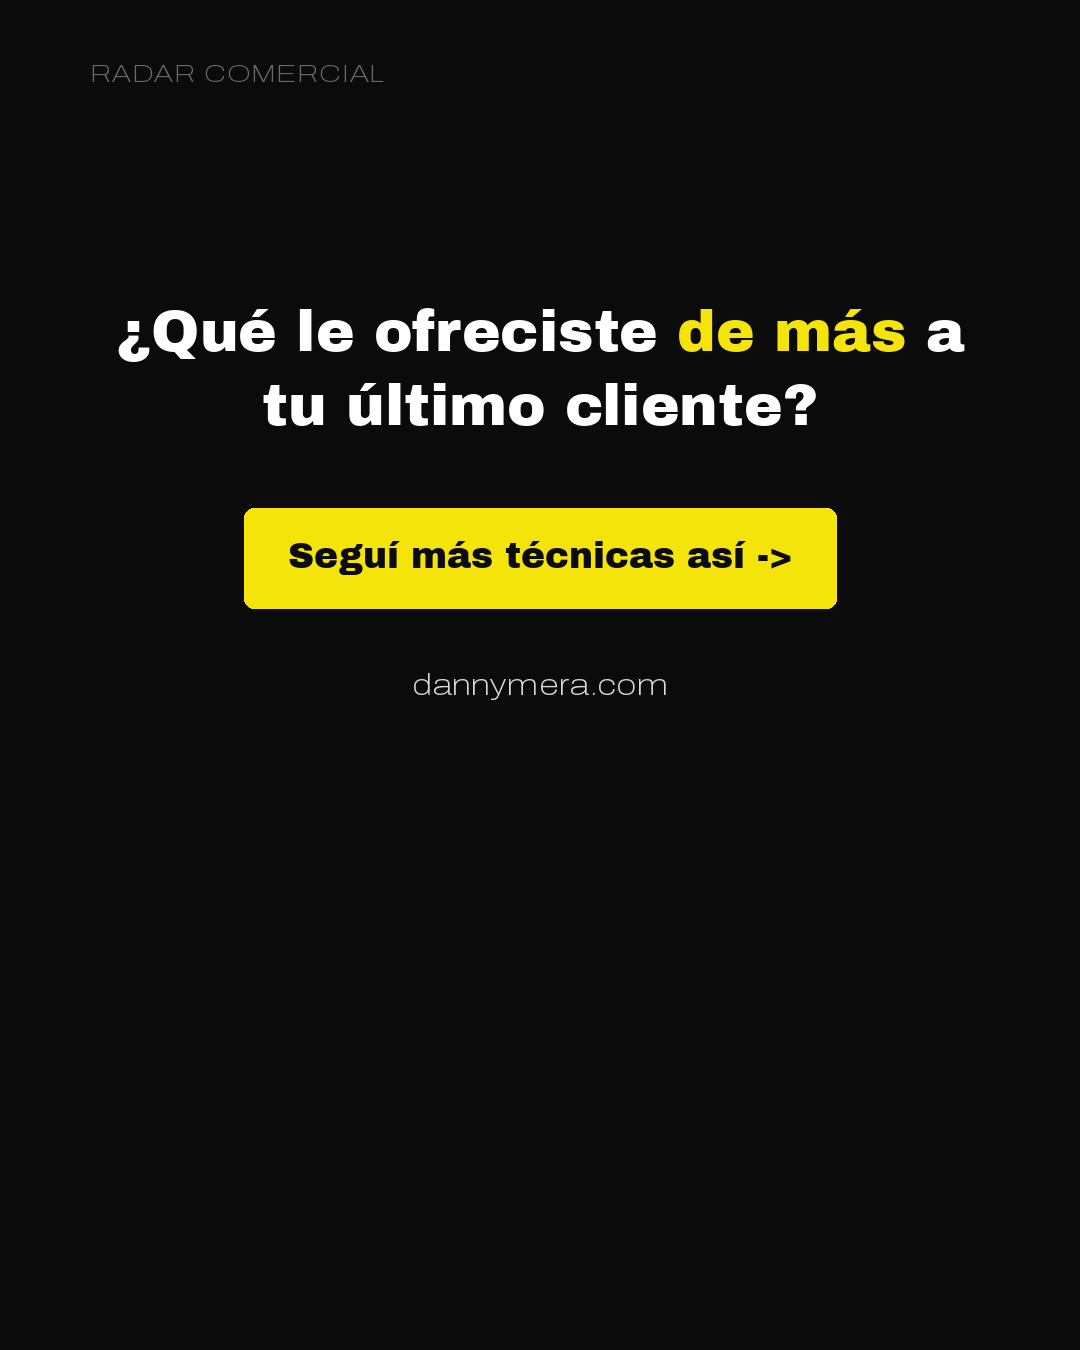 RADAR COMERCIAL
¿Qué le ofreciste de más a
tu último cliente?
Seguí más técnicas así ->
dannymera.com